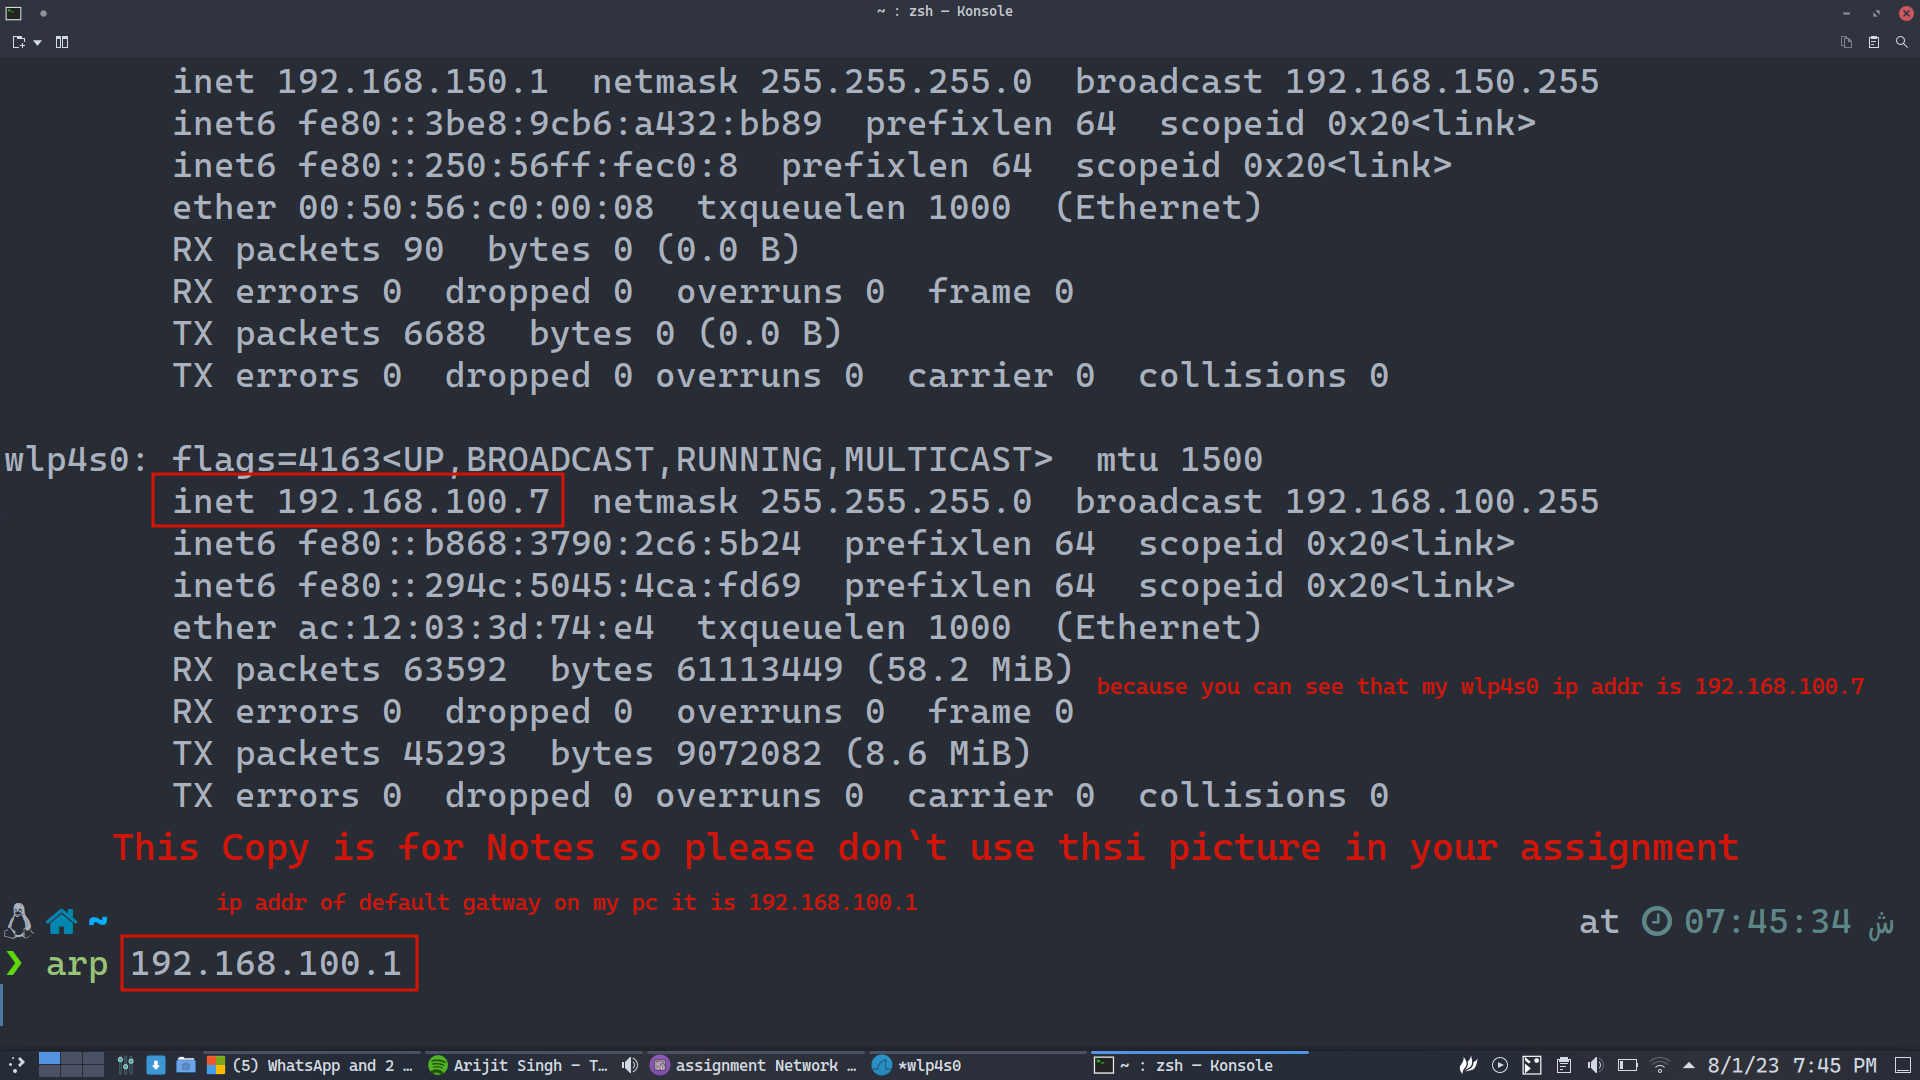 ~ : zsh — Konsole
inet 192.168.150.1  netmask 255.255.255.0  broadcast 192.168.150.255
inet6 fe80::3be8:9cb6:a432:bb89  prefixlen 64  scopeid 0x20<link>
inet6 fe80::250:56ff:fec0:8  prefixlen 64  scopeid 0x20<link>
ether 00:50:56:c0:00:08  txqueuelen 1000  (Ethernet)
RX packets 90  bytes 0 (0.0 B)
RX errors 0  dropped 0  overruns 0  frame 0
TX packets 6688  bytes 0 (0.0 B)
TX errors 0  dropped 0 overruns 0  carrier 0  collisions 0
wlp4s0: flags=4163<UP,BROADCAST,RUNNING,MULTICAST>  mtu 1500
inet 192.168.100.7  netmask 255.255.255.0  broadcast 192.168.100.255
inet6 fe80::b868:3790:2c6:5b24  prefixlen 64  scopeid 0x20<link>
inet6 fe80::294c:5045:4ca:fd69  prefixlen 64  scopeid 0x20<link>
ether ac:12:03:3d:74:e4  txqueuelen 1000  (Ethernet)
RX packets 63592  bytes 61113449 (58.2 MiB)
because you can see that my wlp4s0 ip addr is 192.168.100.7
RX errors 0  dropped 0  overruns 0  frame 0
TX packets 45293  bytes 9072082 (8.6 MiB)
TX errors 0  dropped 0 overruns 0  carrier 0  collisions 0
This Copy is for Notes so please don`t use thsi picture in your assignment
ip addr of default gatway on my pc it is 192.168.100.1
~ at 07:45:34 ش
❯ arp 192.168.100.1
(5) WhatsApp and 2 … Arijit Singh – T… assignment Network … *wlp4s0 ~ : zsh — Konsole 8/1/23 7:45 PM